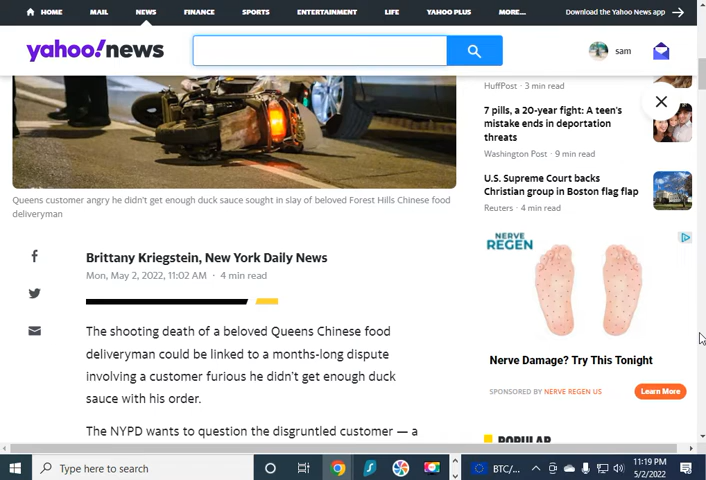 HOME MAIL NEWS FINANCE SPORTS ENTERTAINMENT LIFE YAHOO PLUS MORE... Download the Yahoo News app
yahoo!news
sam
HuffPost · 3 min read
7 pills, a 20-year fight: A teen's
mistake ends in deportation
threats
Washington Post · 9 min read
U.S. Supreme Court backs
Christian group in Boston flag flap
Reuters · 4 min read
Queens customer angry he didn't get enough duck sauce sought in slay of beloved Forest Hills Chinese food
deliveryman
NERVE
REGEN
Brittany Kriegstein, New York Daily News
Mon, May 2, 2022, 11:02 AM · 4 min read
The shooting death of a beloved Queens Chinese food
deliveryman could be linked to a months-long dispute
involving a customer furious he didn't get enough duck
sauce with his order.
The NYPD wants to question the disgruntled customer — a
Nerve Damage? Try This Tonight
SPONSORED BY NERVE REGEN US
Learn More
POPULAR
Type here to search
BTC/...
11:19 PM
5/2/2022